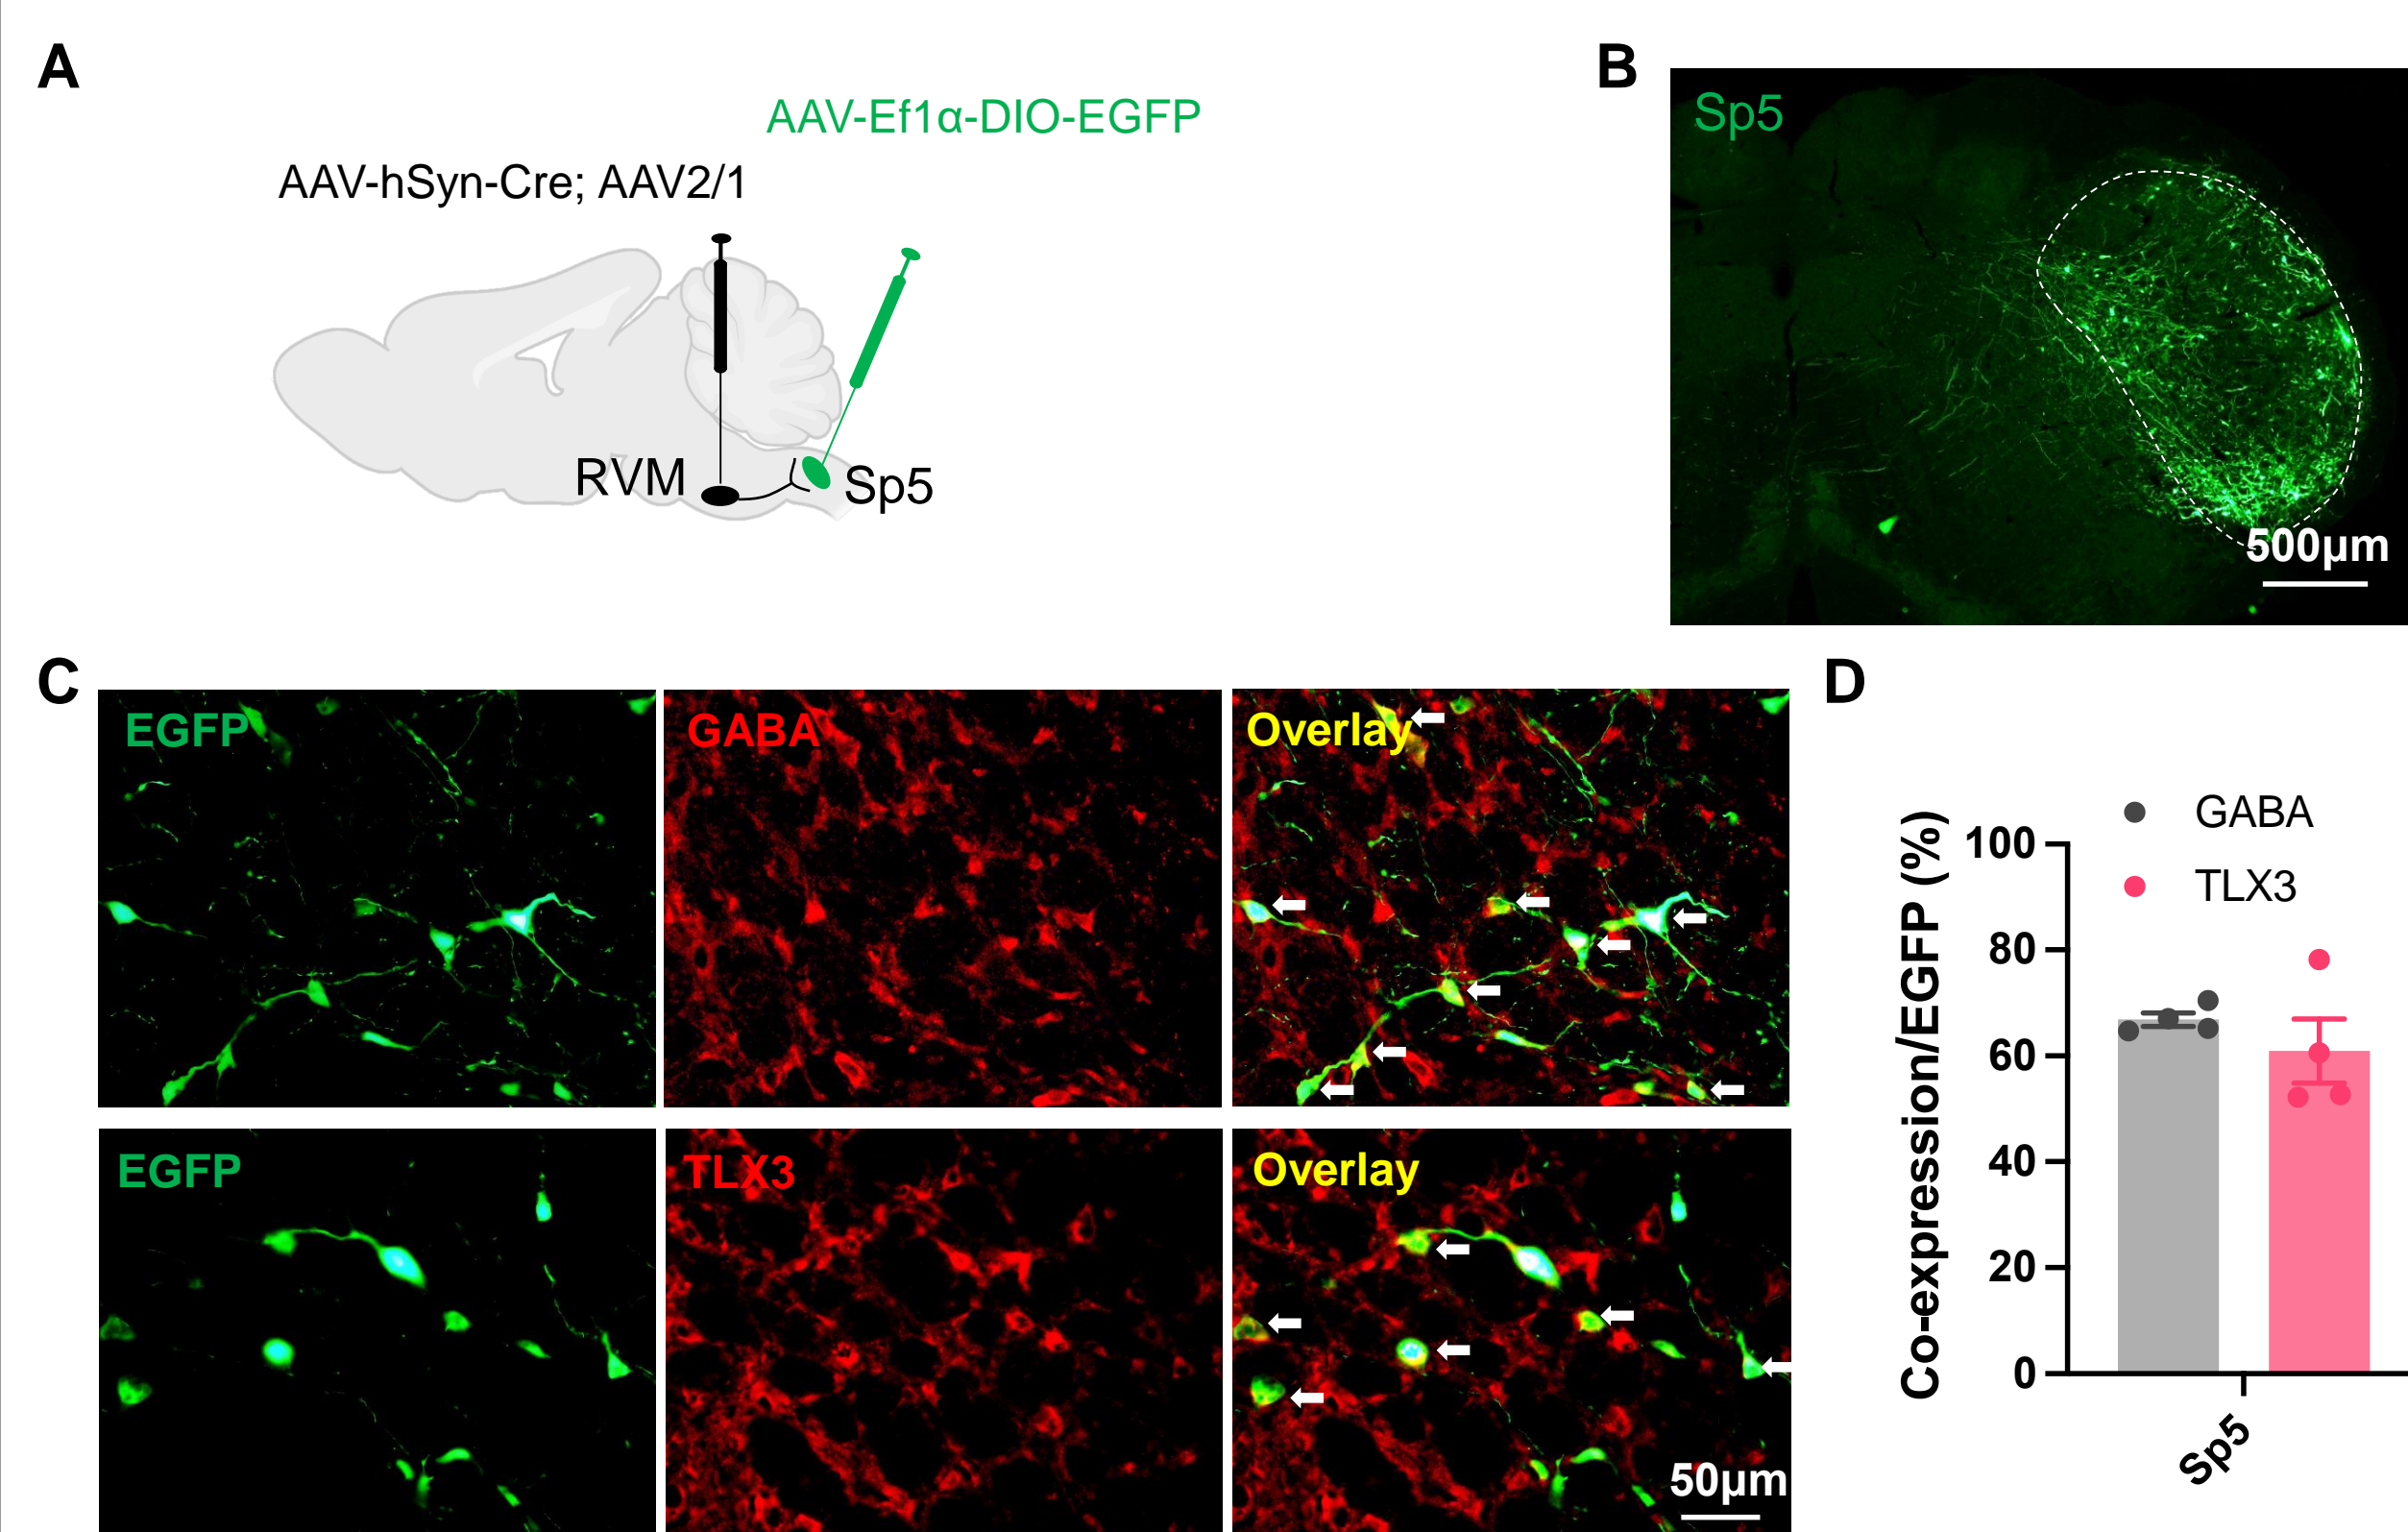 A
AAV-Ef1α-DIO-EGFP
AAV-hSyn-Cre; AAV2/1
RVM
Sp5
B
Sp5
500μm
C
EGFP
GABA
Overlay
EGFP
TLX3
Overlay
50μm
D
GABA
TLX3
Co-expression/EGFP (%)
100
80
60
40
20
0
Sp5